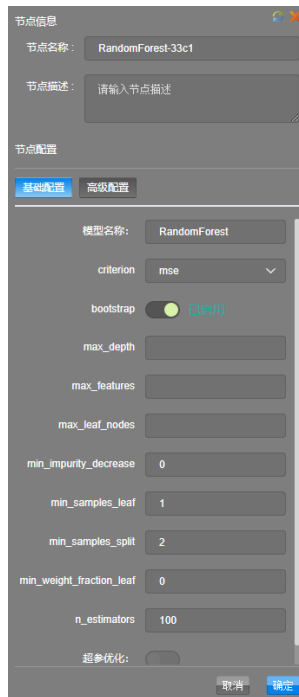 节点信息
节点名称： RandomForest-33c1
节点描述： 请输入节点描述
节点配置
基础配置 高级配置
模型名称： RandomForest
criterion mse
bootstrap 已启用
max_depth
max_features
max_leaf_nodes
min_impurity_decrease 0
min_samples_leaf 1
min_samples_split 2
min_weight_fraction_leaf 0
n_estimators 100
超参优化：
取消 确定